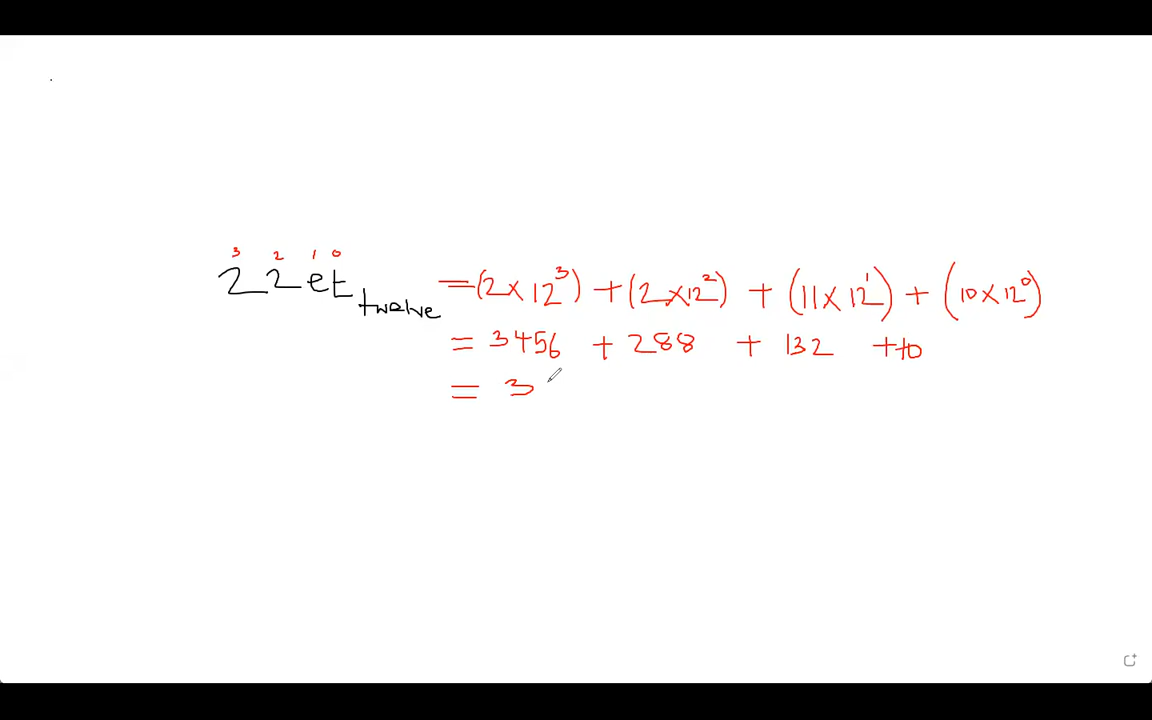 3 2 1 0
22et twelve = (2 × 12³) + (2 × 12²) + (11 × 12¹) + (10 × 12⁰)
= 3456 + 288 + 132 + 10
= 3